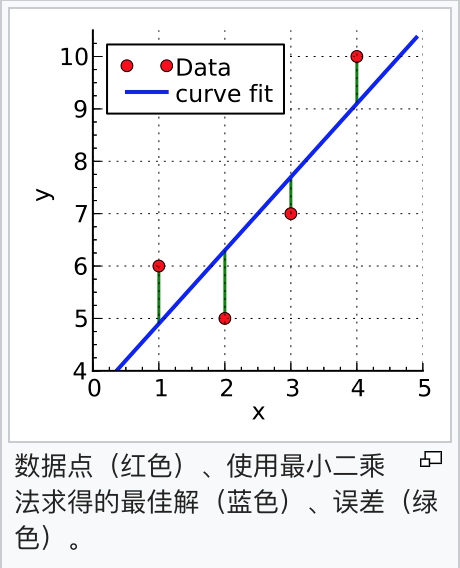 10
9
8
7
6
5
4
y
Data
curve fit
0 1 2 3 4 5
x
数据点（红色）、使用最小二乘
法求得的最佳解（蓝色）、误差（绿
色）。